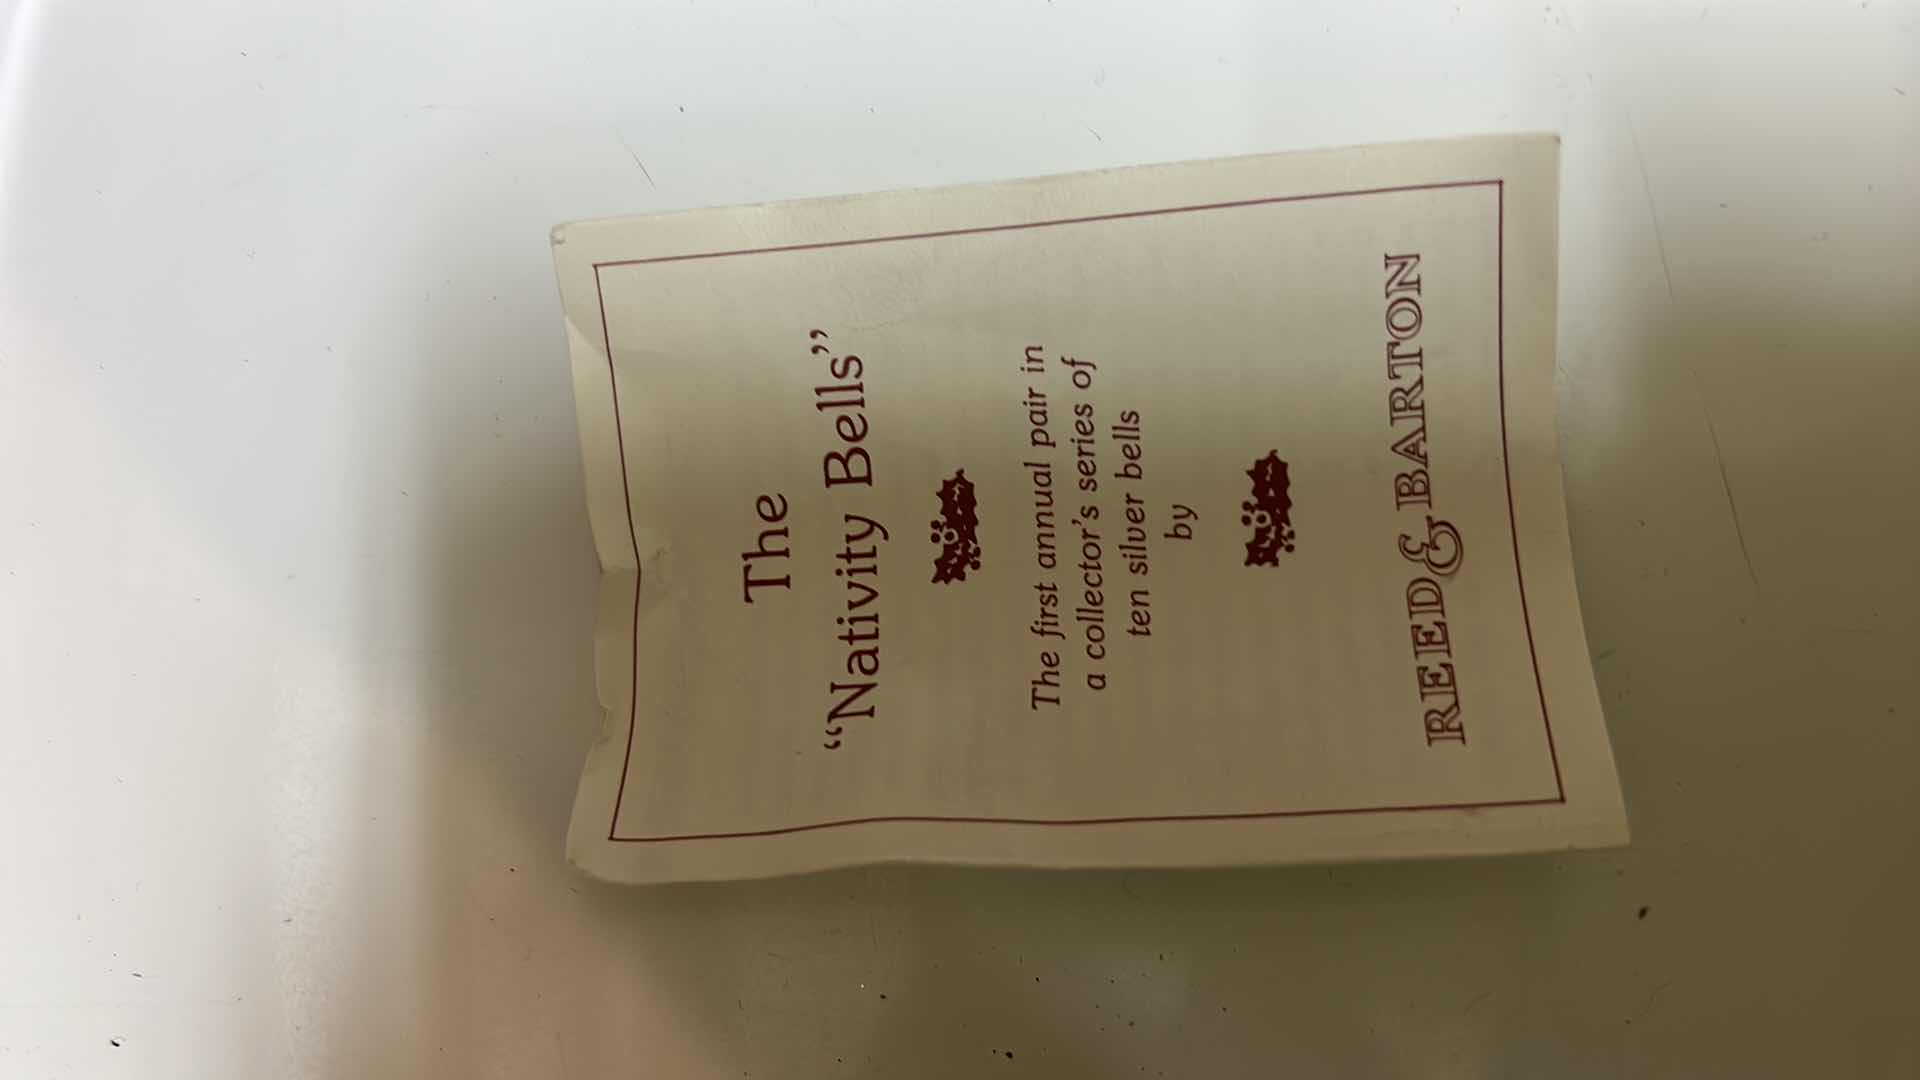 The
“Nativity Bells”
The first annual pair in
a collector’s series of
ten silver bells
by
REED & BARTON